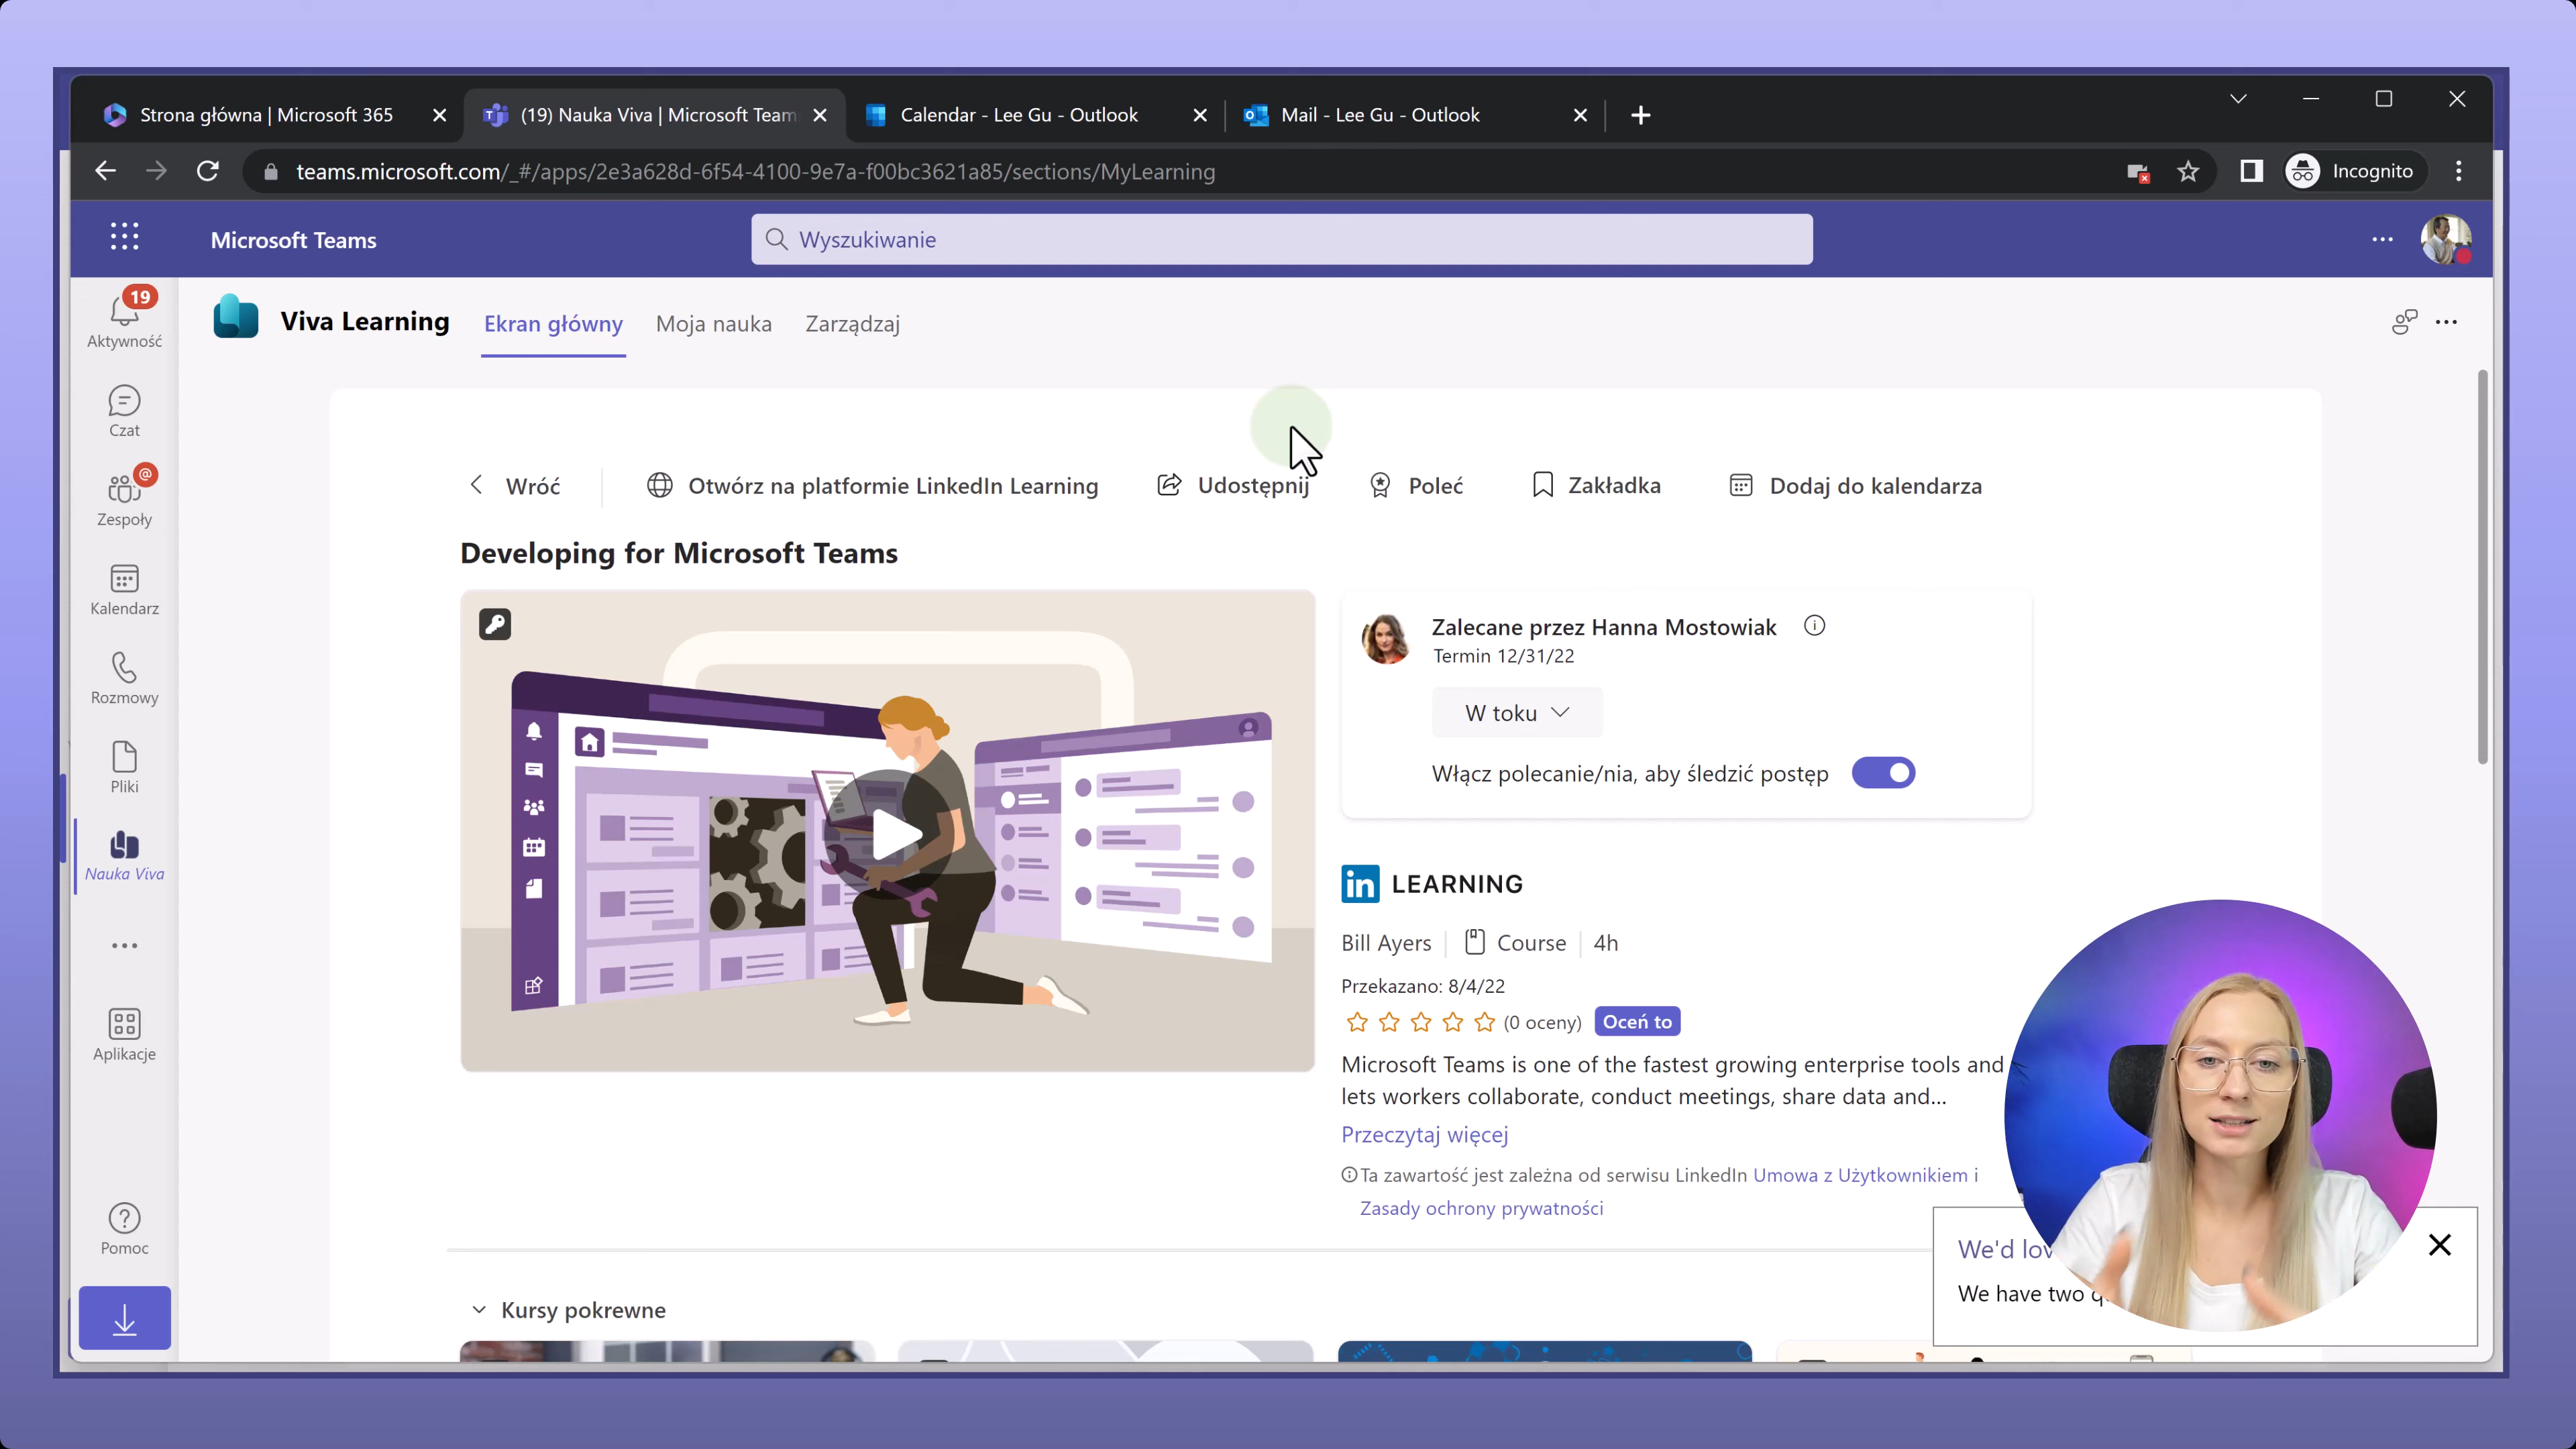 Strona główna | Microsoft 365
(19) Nauka Viva | Microsoft Team
Calendar - Lee Gu - Outlook
Mail - Lee Gu - Outlook
teams.microsoft.com/_#/apps/2e3a628d-6f54-4100-9e7a-f00bc3621a85/sections/MyLearning
Incognito
Microsoft Teams
Wyszukiwanie
19
Aktywność
Czat
@
Zespoły
Kalendarz
Rozmowy
Pliki
Nauka Viva
Aplikacje
Pomoc
Viva Learning
Ekran główny
Moja nauka
Zarządzaj
Wróć
Otwórz na platformie LinkedIn Learning
Udostępnij
Poleć
Zakładka
Dodaj do kalendarza
Developing for Microsoft Teams
Zalecane przez Hanna Mostowiak
Termin 12/31/22
W toku
Włącz polecanie/nia, aby śledzić postęp
in LEARNING
Bill Ayers | Course | 4h
Przekazano: 8/4/22
(0 oceny) Oceń to
Microsoft Teams is one of the fastest growing enterprise tools and
lets workers collaborate, conduct meetings, share data and...
Przeczytaj więcej
Ta zawartość jest zależna od serwisu LinkedIn Umowa z Użytkownikiem i
Zasady ochrony prywatności
Kursy pokrewne
We'd
We have two